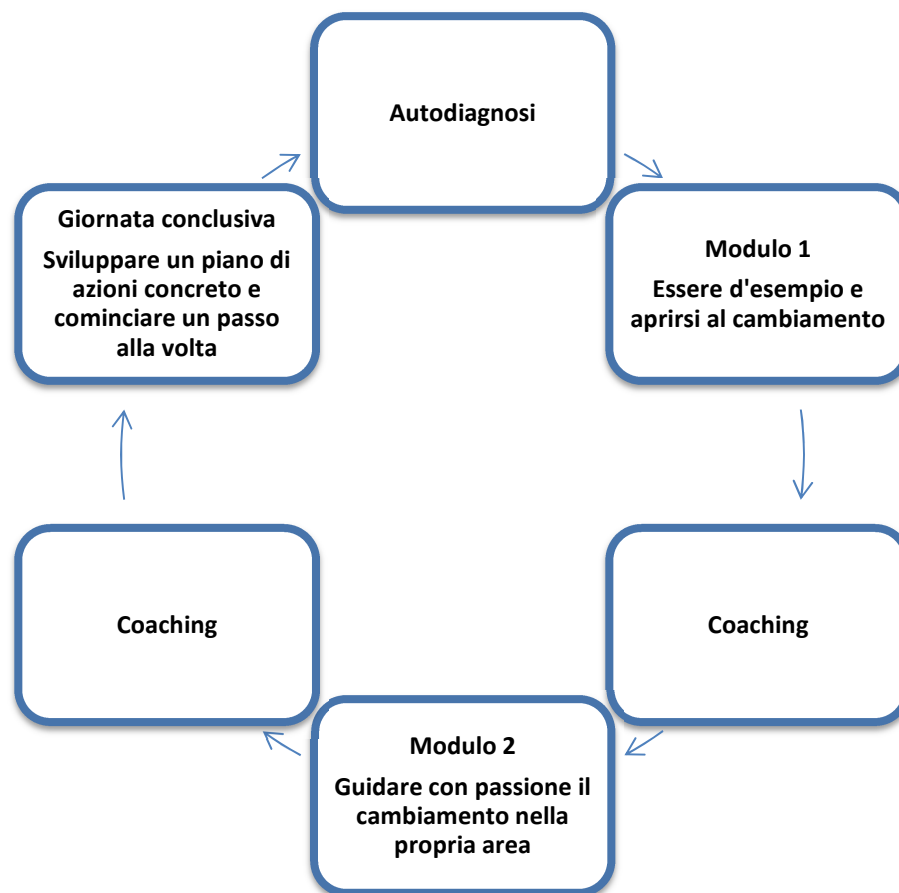 Autodiagnosi
Modulo 1
Essere d'esempio e
aprirsi al cambiamento
Coaching
Modulo 2
Guidare con passione il
cambiamento nella
propria area
Coaching
Giornata conclusiva
Sviluppare un piano di
azioni concreto e
cominciare un passo
alla volta